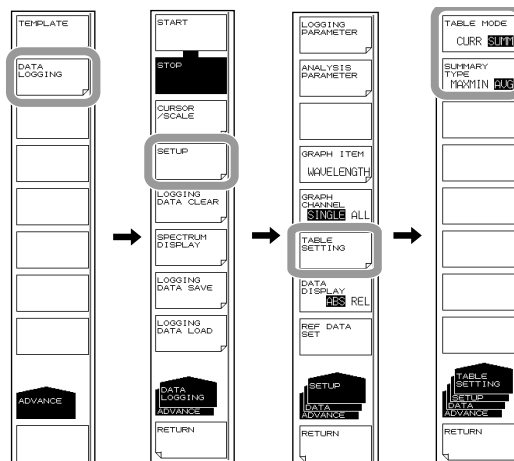 TEMPLATE
DATA
LOGGING
ADVANCE
START
STOP
CURSOR
/SCALE
SETUP
LOGGING
DATA CLEAR
SPECTRUM
DISPLAY
LOGGING
DATA SAVE
LOGGING
DATA LOAD
DATA
LOGGING
ADVANCE
RETURN
LOGGING
PARAMETER
ANALYSIS
PARAMETER
GRAPH ITEM
WAVELENGTH
GRAPH
CHANNEL
SINGLE ALL
TABLE
SETTING
DATA
DISPLAY
ABS REL
REF DATA
SET
SETUP
DATA
ADVANCE
RETURN
TABLE MODE
CURR SUMM
SUMMARY
TYPE
MAXMIN AVG
TABLE
SETTING
SETUP
DATA
ADVANCE
RETURN